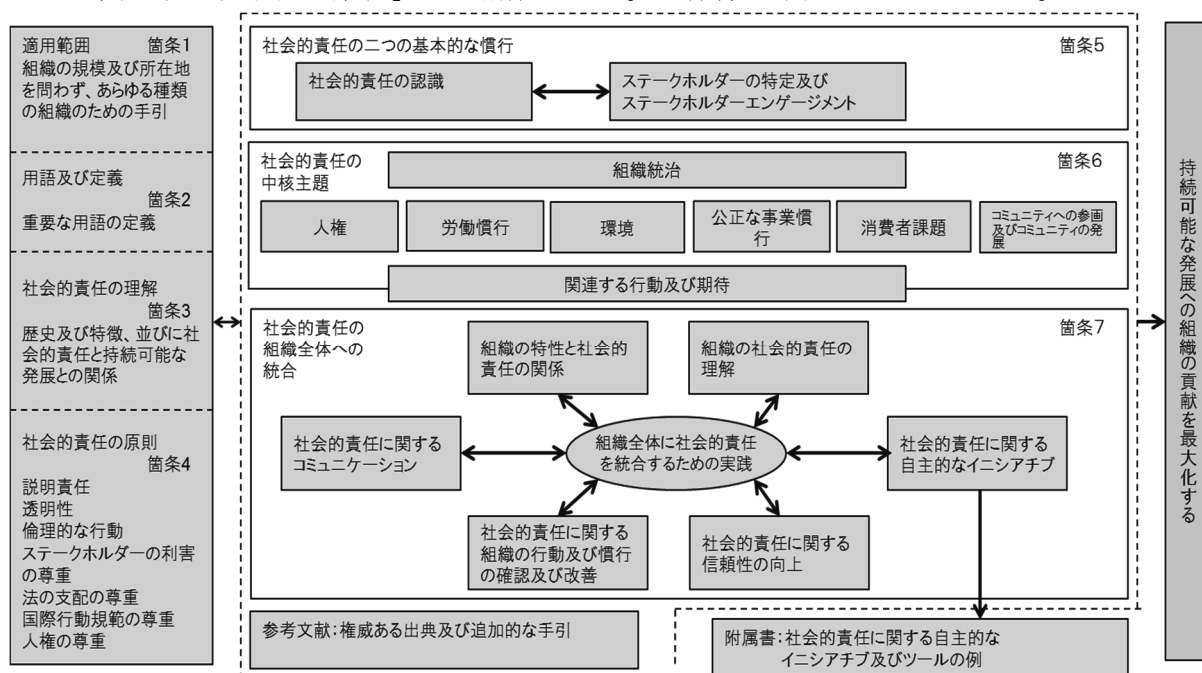 適用範囲 箇条1
組織の規模及び所在地
を問わず、あらゆる種類
の組織のための手引
用語及び定義
箇条2
重要な用語の定義
社会的責任の理解
箇条3
歴史及び特徴、並びに社
会的責任と持続可能な
発展との関係
社会的責任の原則
箇条4
説明責任
透明性
倫理的な行動
ステークホルダーの利害
の尊重
法の支配の尊重
国際行動規範の尊重
人権の尊重
社会的責任の二つの基本的な慣行 箇条5
社会的責任の認識
ステークホルダーの特定及び
ステークホルダーエンゲージメント
社会的責任の
中核主題
箇条6
組織統治
人権
労働慣行
環境
公正な事業慣
行
消費者課題
コミュニティへの参画
及びコミュニティの発
展
関連する行動及び期待
社会的責任の
組織全体への
統合
箇条7
組織の特性と社会的
責任の関係
組織の社会的責任の
理解
社会的責任に関する
コミュニケーション
組織全体に社会的責任
を統合するための実践
社会的責任に関する
自主的なイニシアチブ
社会的責任に関する
組織の行動及び慣行
の確認及び改善
社会的責任に関する
信頼性の向上
参考文献:権威ある出典及び追加的な手引
附属書:社会的責任に関する自主的な
イニシアチブ及びツールの例
持続可能な発展への組織の貢献を最大化する